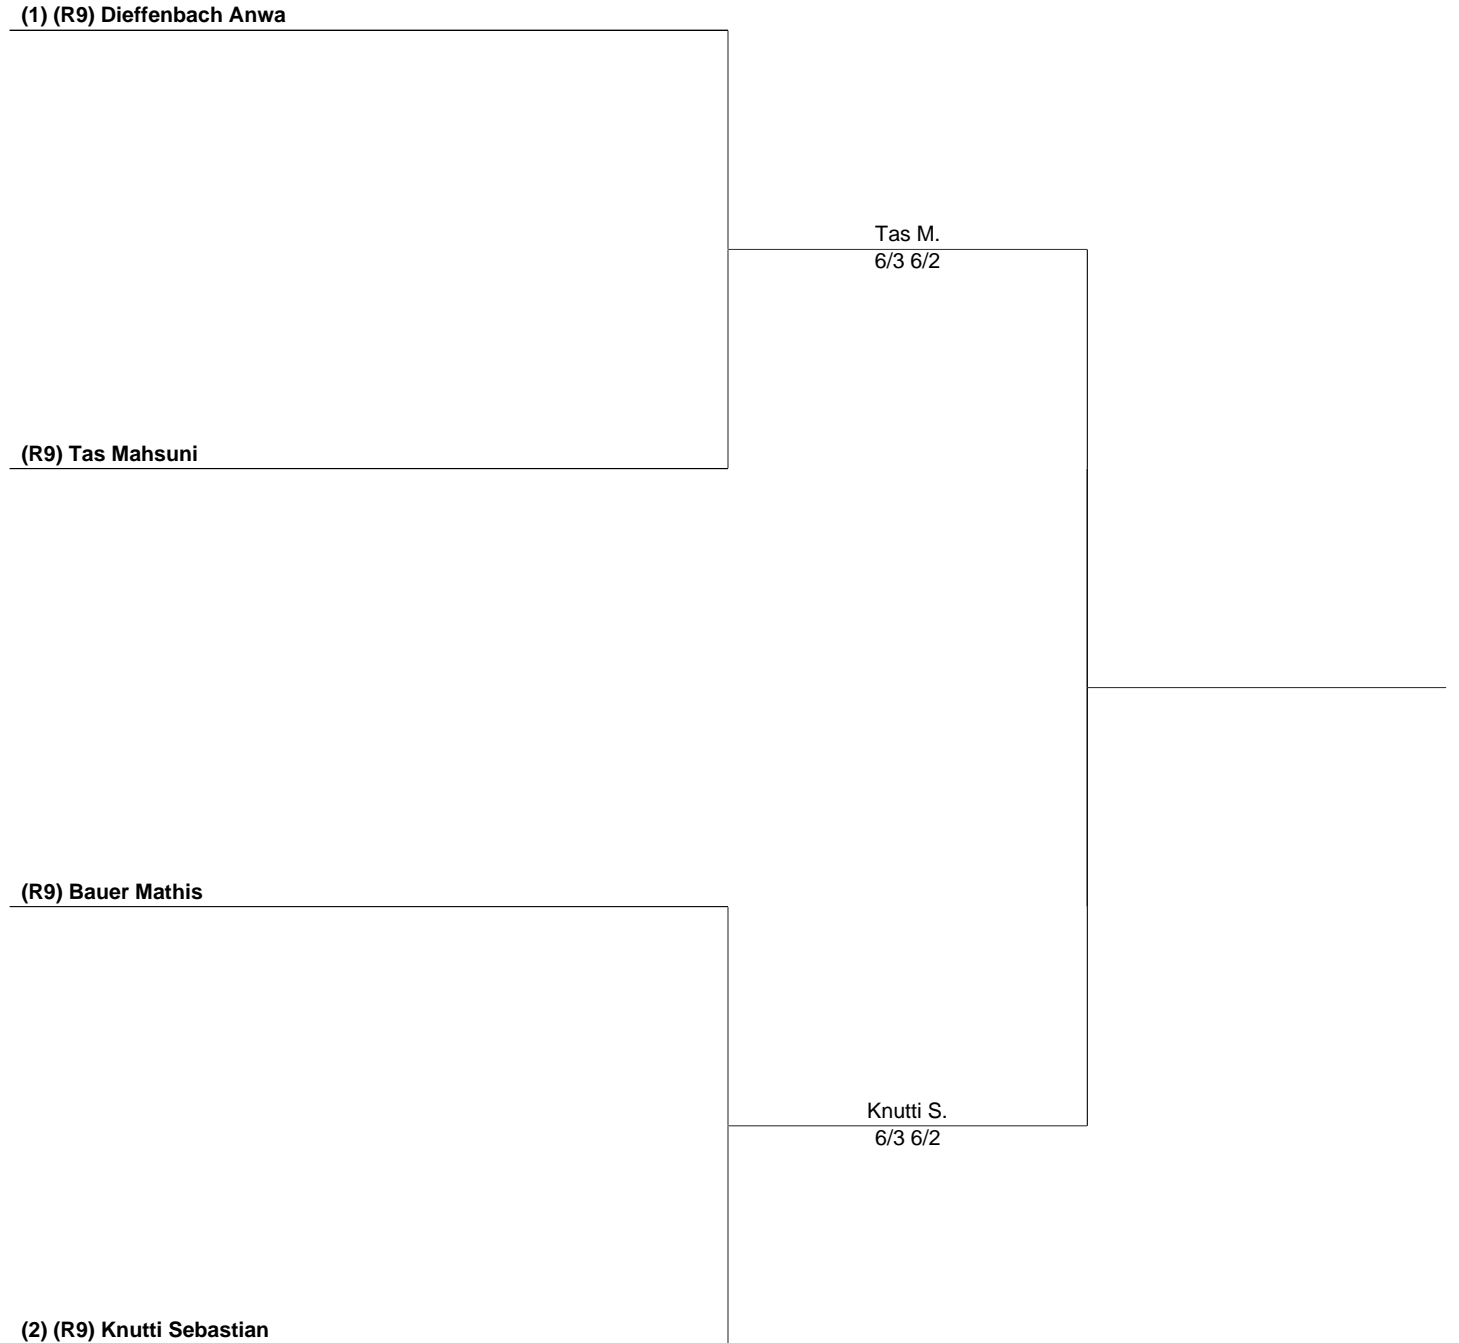 (1) (R9) Dieffenbach Anwa
Tas M.
6/3 6/2
(R9) Tas Mahsuni
(R9) Bauer Mathis
Knutti S.
6/3 6/2
(2) (R9) Knutti Sebastian